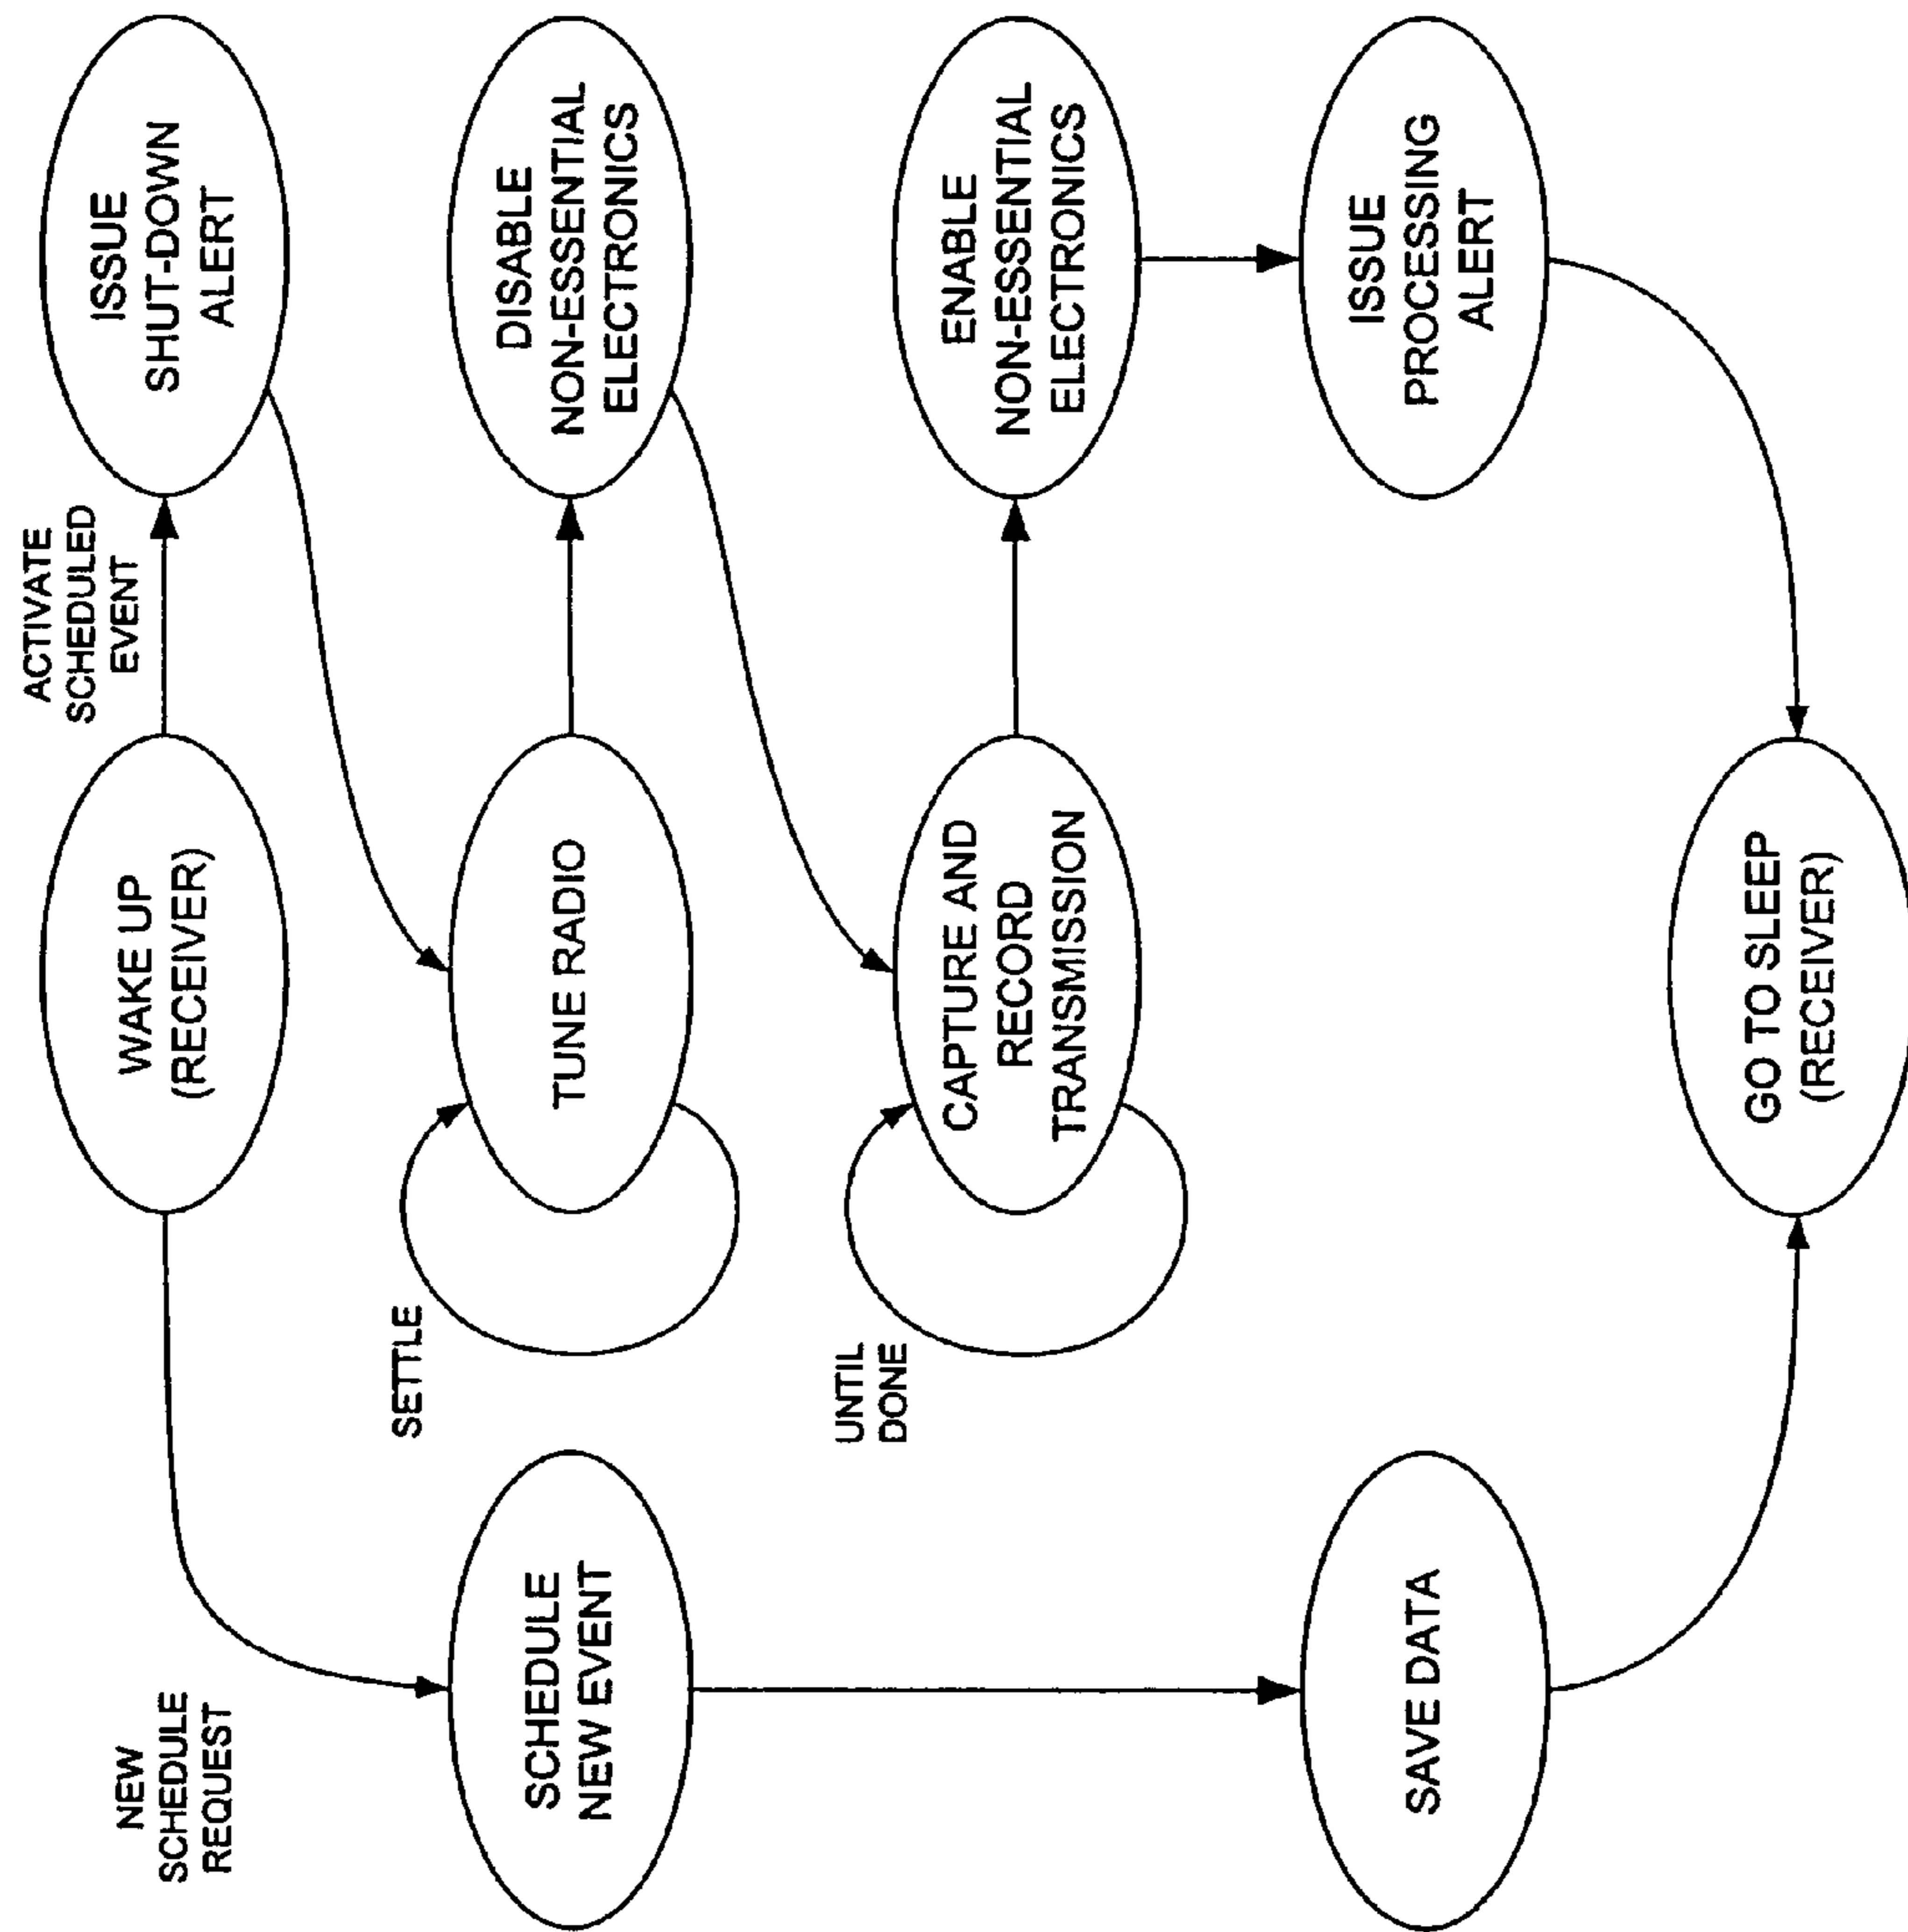 NEW
SCHEDULE
REQUEST
WAKE UP
(RECEIVER)
ACTIVATE
SCHEDULED
EVENT
ISSUE
SHUT-DOWN
ALERT
SCHEDULE
NEW EVENT
SETTLE
TUNE RADIO
DISABLE
NON-ESSENTIAL
ELECTRONICS
UNTIL
DONE
CAPTURE AND
RECORD
TRANSMISSION
ENABLE
NON-ESSENTIAL
ELECTRONICS
SAVE DATA
ISSUE
PROCESSING
ALERT
GO TO SLEEP
(RECEIVER)